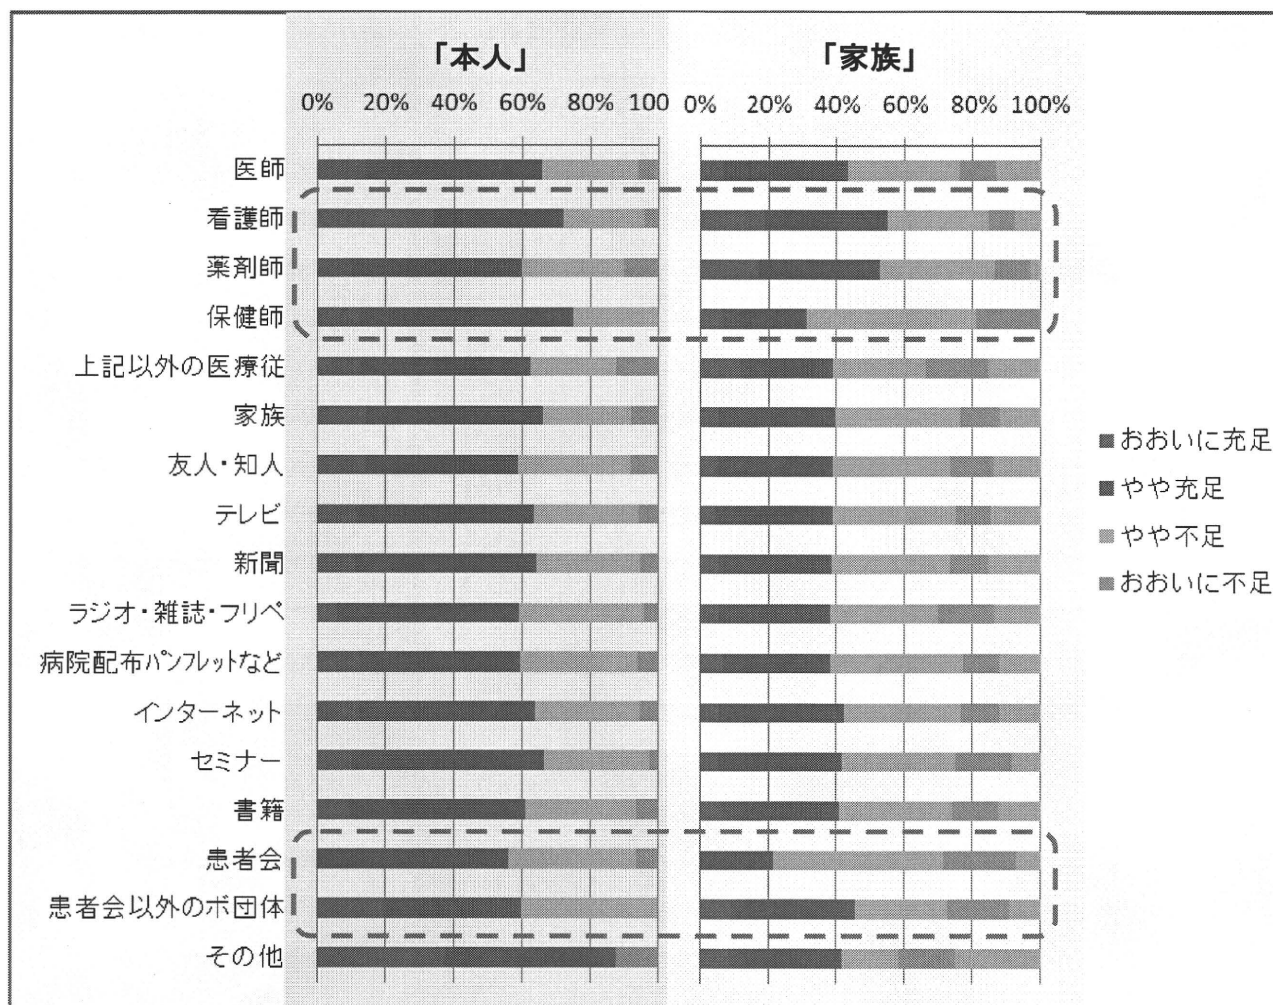 「本人」
「家族」
0% 20% 40% 60% 80% 100
0% 20% 40% 60% 80% 100%
医師
看護師
薬剤師
保健師
上記以外の医療従
家族
友人・知人
テレビ
新聞
ラジオ・雑誌・フリペ
病院配布パンフレットなど
インターネット
セミナー
書籍
患者会
患者会以外のボ団体
その他
おおいに充足
やや充足
やや不足
おおいに不足